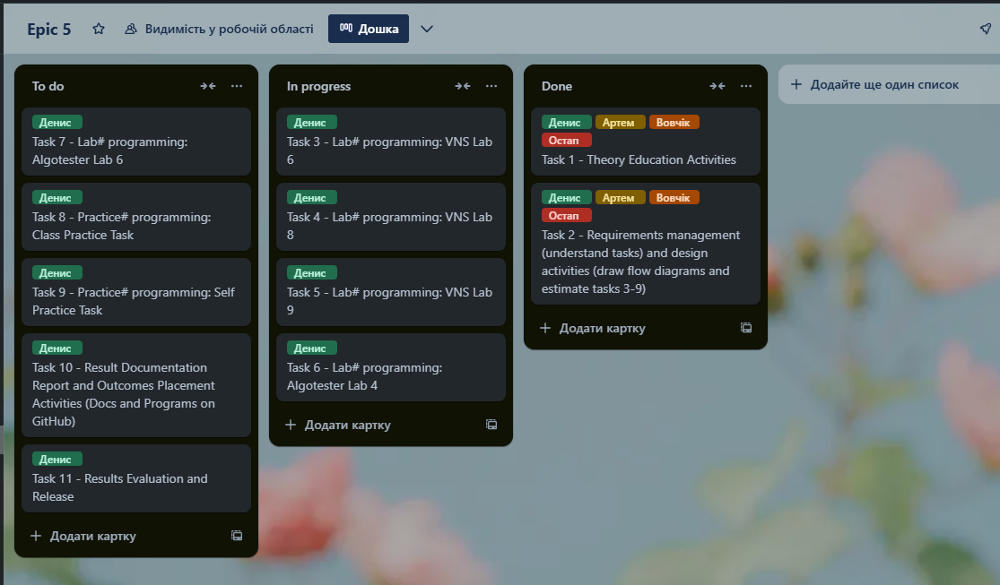 Epic 5
Видимість у робочій області
Дошка
To do
Денис
Task 7 - Lab# programming:
Algotester Lab 6
Денис
Task 8 - Practice# programming:
Class Practice Task
Денис
Task 9 - Practice# programming: Self
Practice Task
Денис
Task 10 - Result Documentation
Report and Outcomes Placement
Activities (Docs and Programs on
GitHub)
Денис
Task 11 - Results Evaluation and
Release
Додати картку
In progress
Денис
Task 3 - Lab# programming: VNS Lab
6
Денис
Task 4 - Lab# programming: VNS Lab
8
Денис
Task 5 - Lab# programming: VNS Lab
9
Денис
Task 6 - Lab# programming:
Algotester Lab 4
Додати картку
Done
Денис Артем Вовчік
Остап
Task 1 - Theory Education Activities
Денис Артем Вовчік
Остап
Task 2 - Requirements management
(understand tasks) and design
activities (draw flow diagrams and
estimate tasks 3-9)
Додати картку
Додайте ще один список